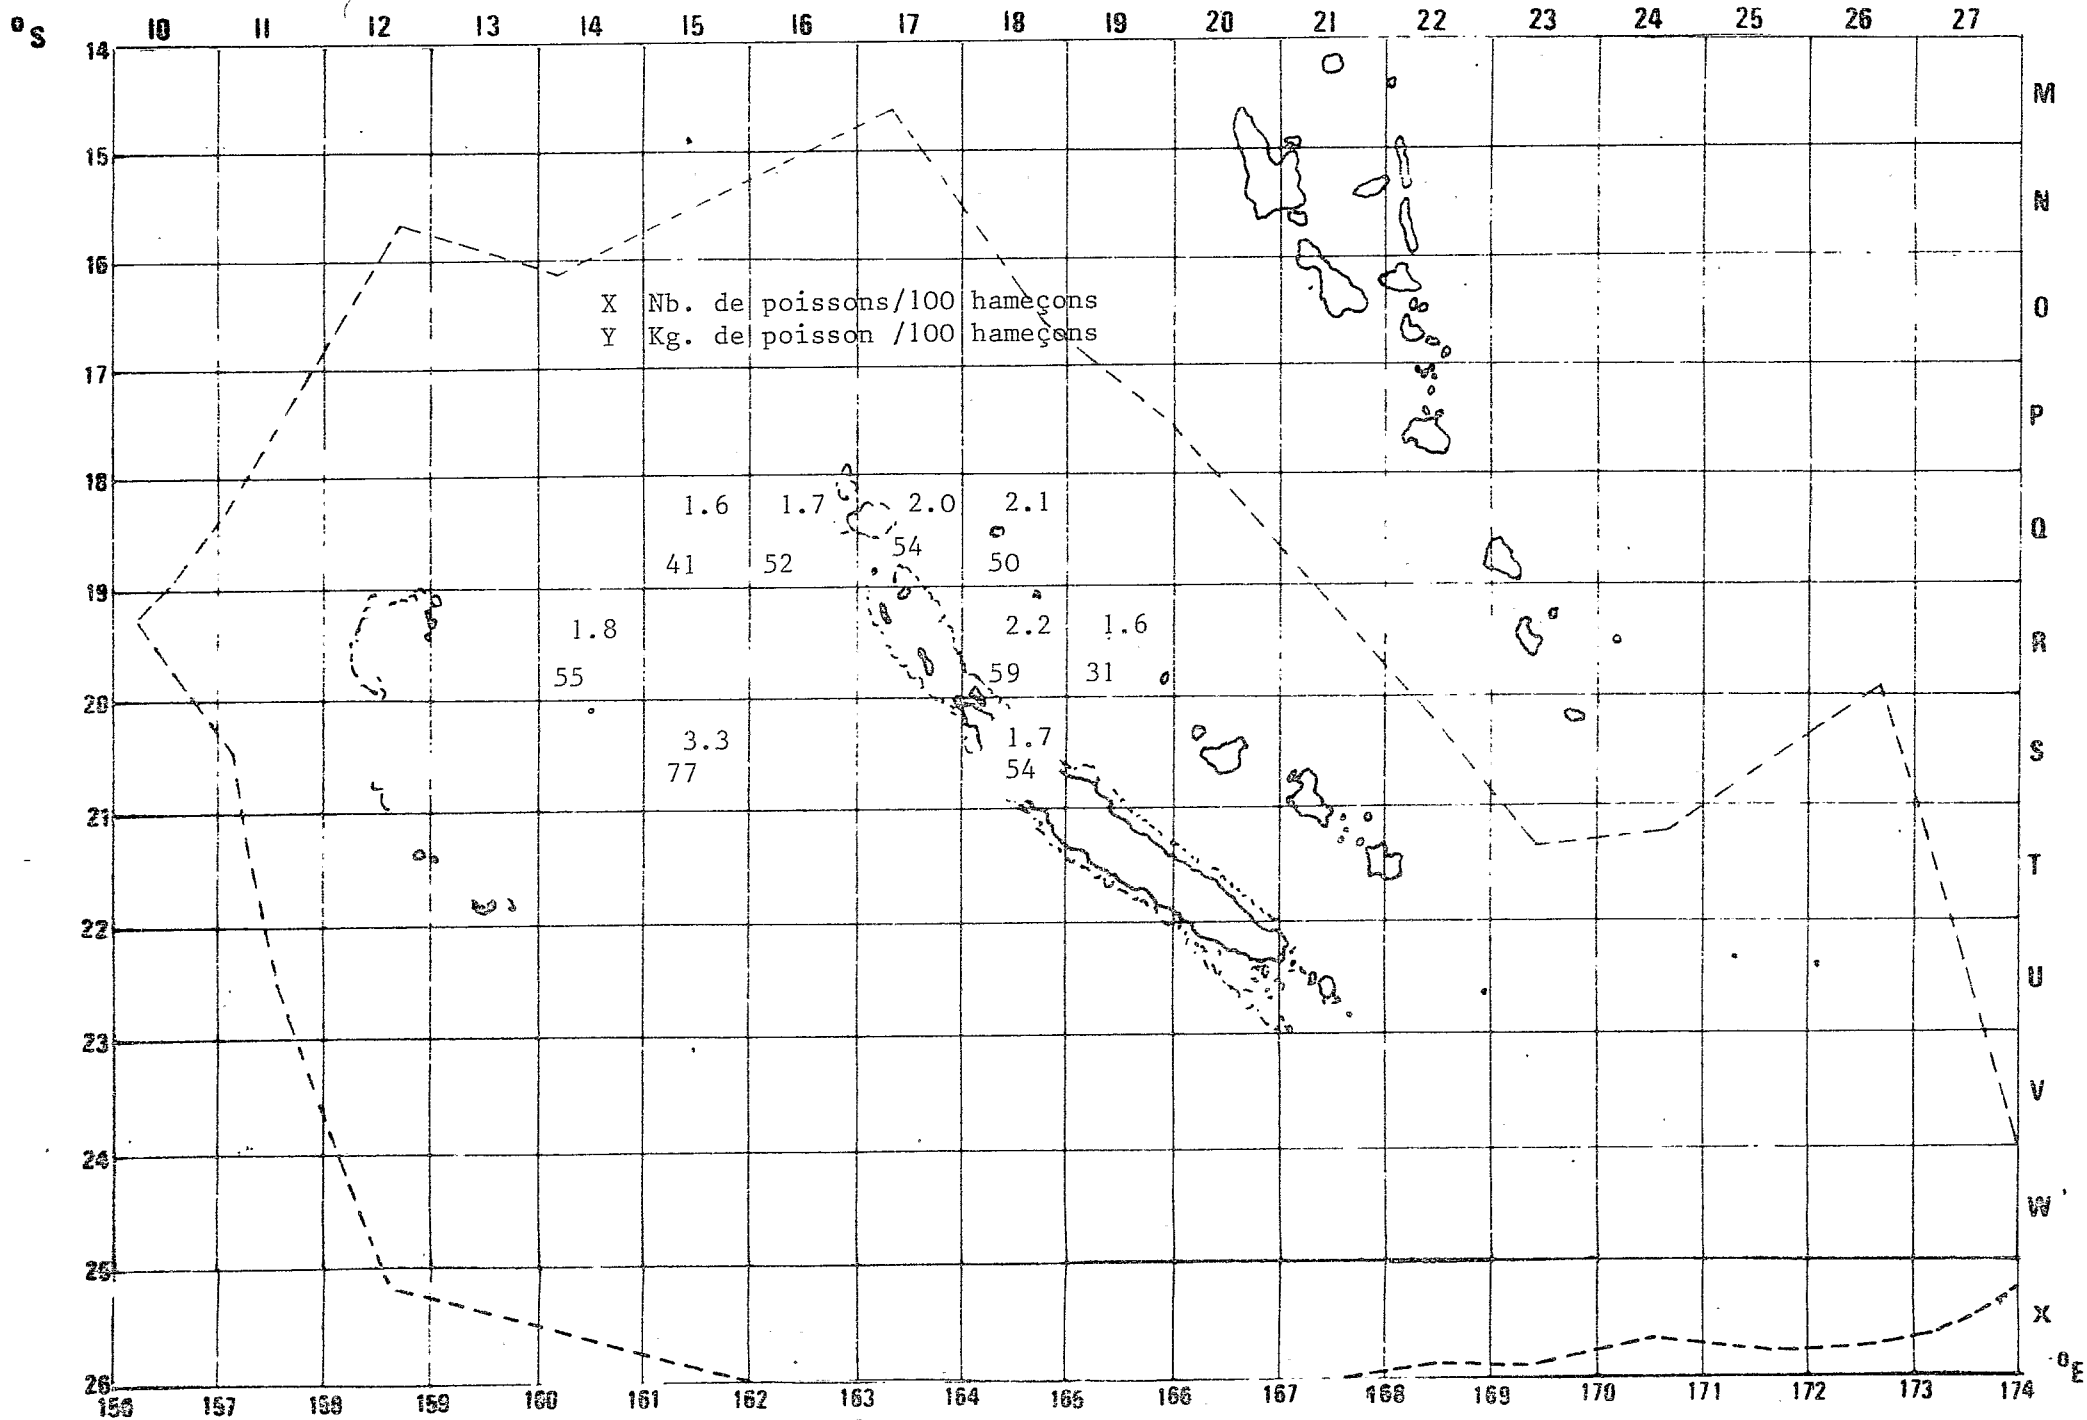 °S 10 11 12 13 14 15 16 17 18 19 20 21 22 23 24 25 26 27
14
M
15
N
16
X Nb. de poissons/100 hameçons
O
Y Kg. de poisson /100 hameçons
17
P
18
1.6 1.7 2.0 2.1
Q
54
41 52 50
19
1.8 2.2 1.6
R
55 59 31
20
3.3 1.7
S
77 54
21
T
22
U
23
V
24
W
25
X
°E
26
156 157 158 159 160 161 162 163 164 165 166 167 168 169 170 171 172 173 174